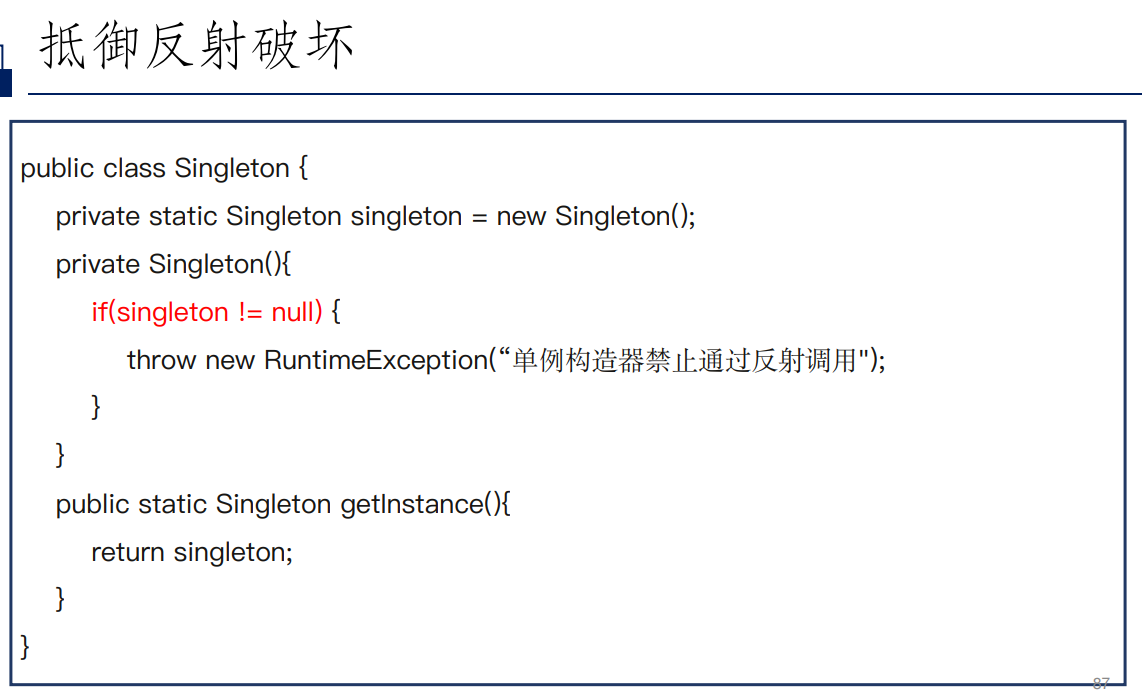 抵御反射破坏
public class Singleton {
private static Singleton singleton = new Singleton();
private Singleton(){
if(singleton != null) {
throw new RuntimeException(“单例构造器禁止通过反射调用");
}
}
public static Singleton getInstance(){
return singleton;
}
}
87